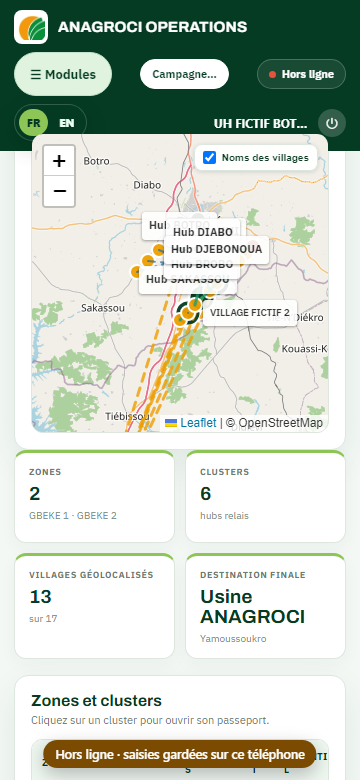 ANAGROCI OPERATIONS
☰ Modules
Campagne...
Hors ligne
FR
EN
UH FICTIF BOT...
+
−
Noms des villages
Botro
Diabo
Hub DIABO
Hub DJEBONOUA
Hub BROBO
Hub SAKASSOU
VILLAGE FICTIF 2
Sakassou
Diékro
Kouassi-K
Tiébissou
Leaflet | © OpenStreetMap
ZONES
2
GBEKE 1 · GBEKE 2
CLUSTERS
6
hubs relais
VILLAGES GÉOLOCALISÉS
13
sur 17
DESTINATION FINALE
Usine
ANAGROCI
Yamoussoukro
Zones et clusters
Cliquez sur un cluster pour ouvrir son passeport.
Hors ligne · saisies gardées sur ce téléphone